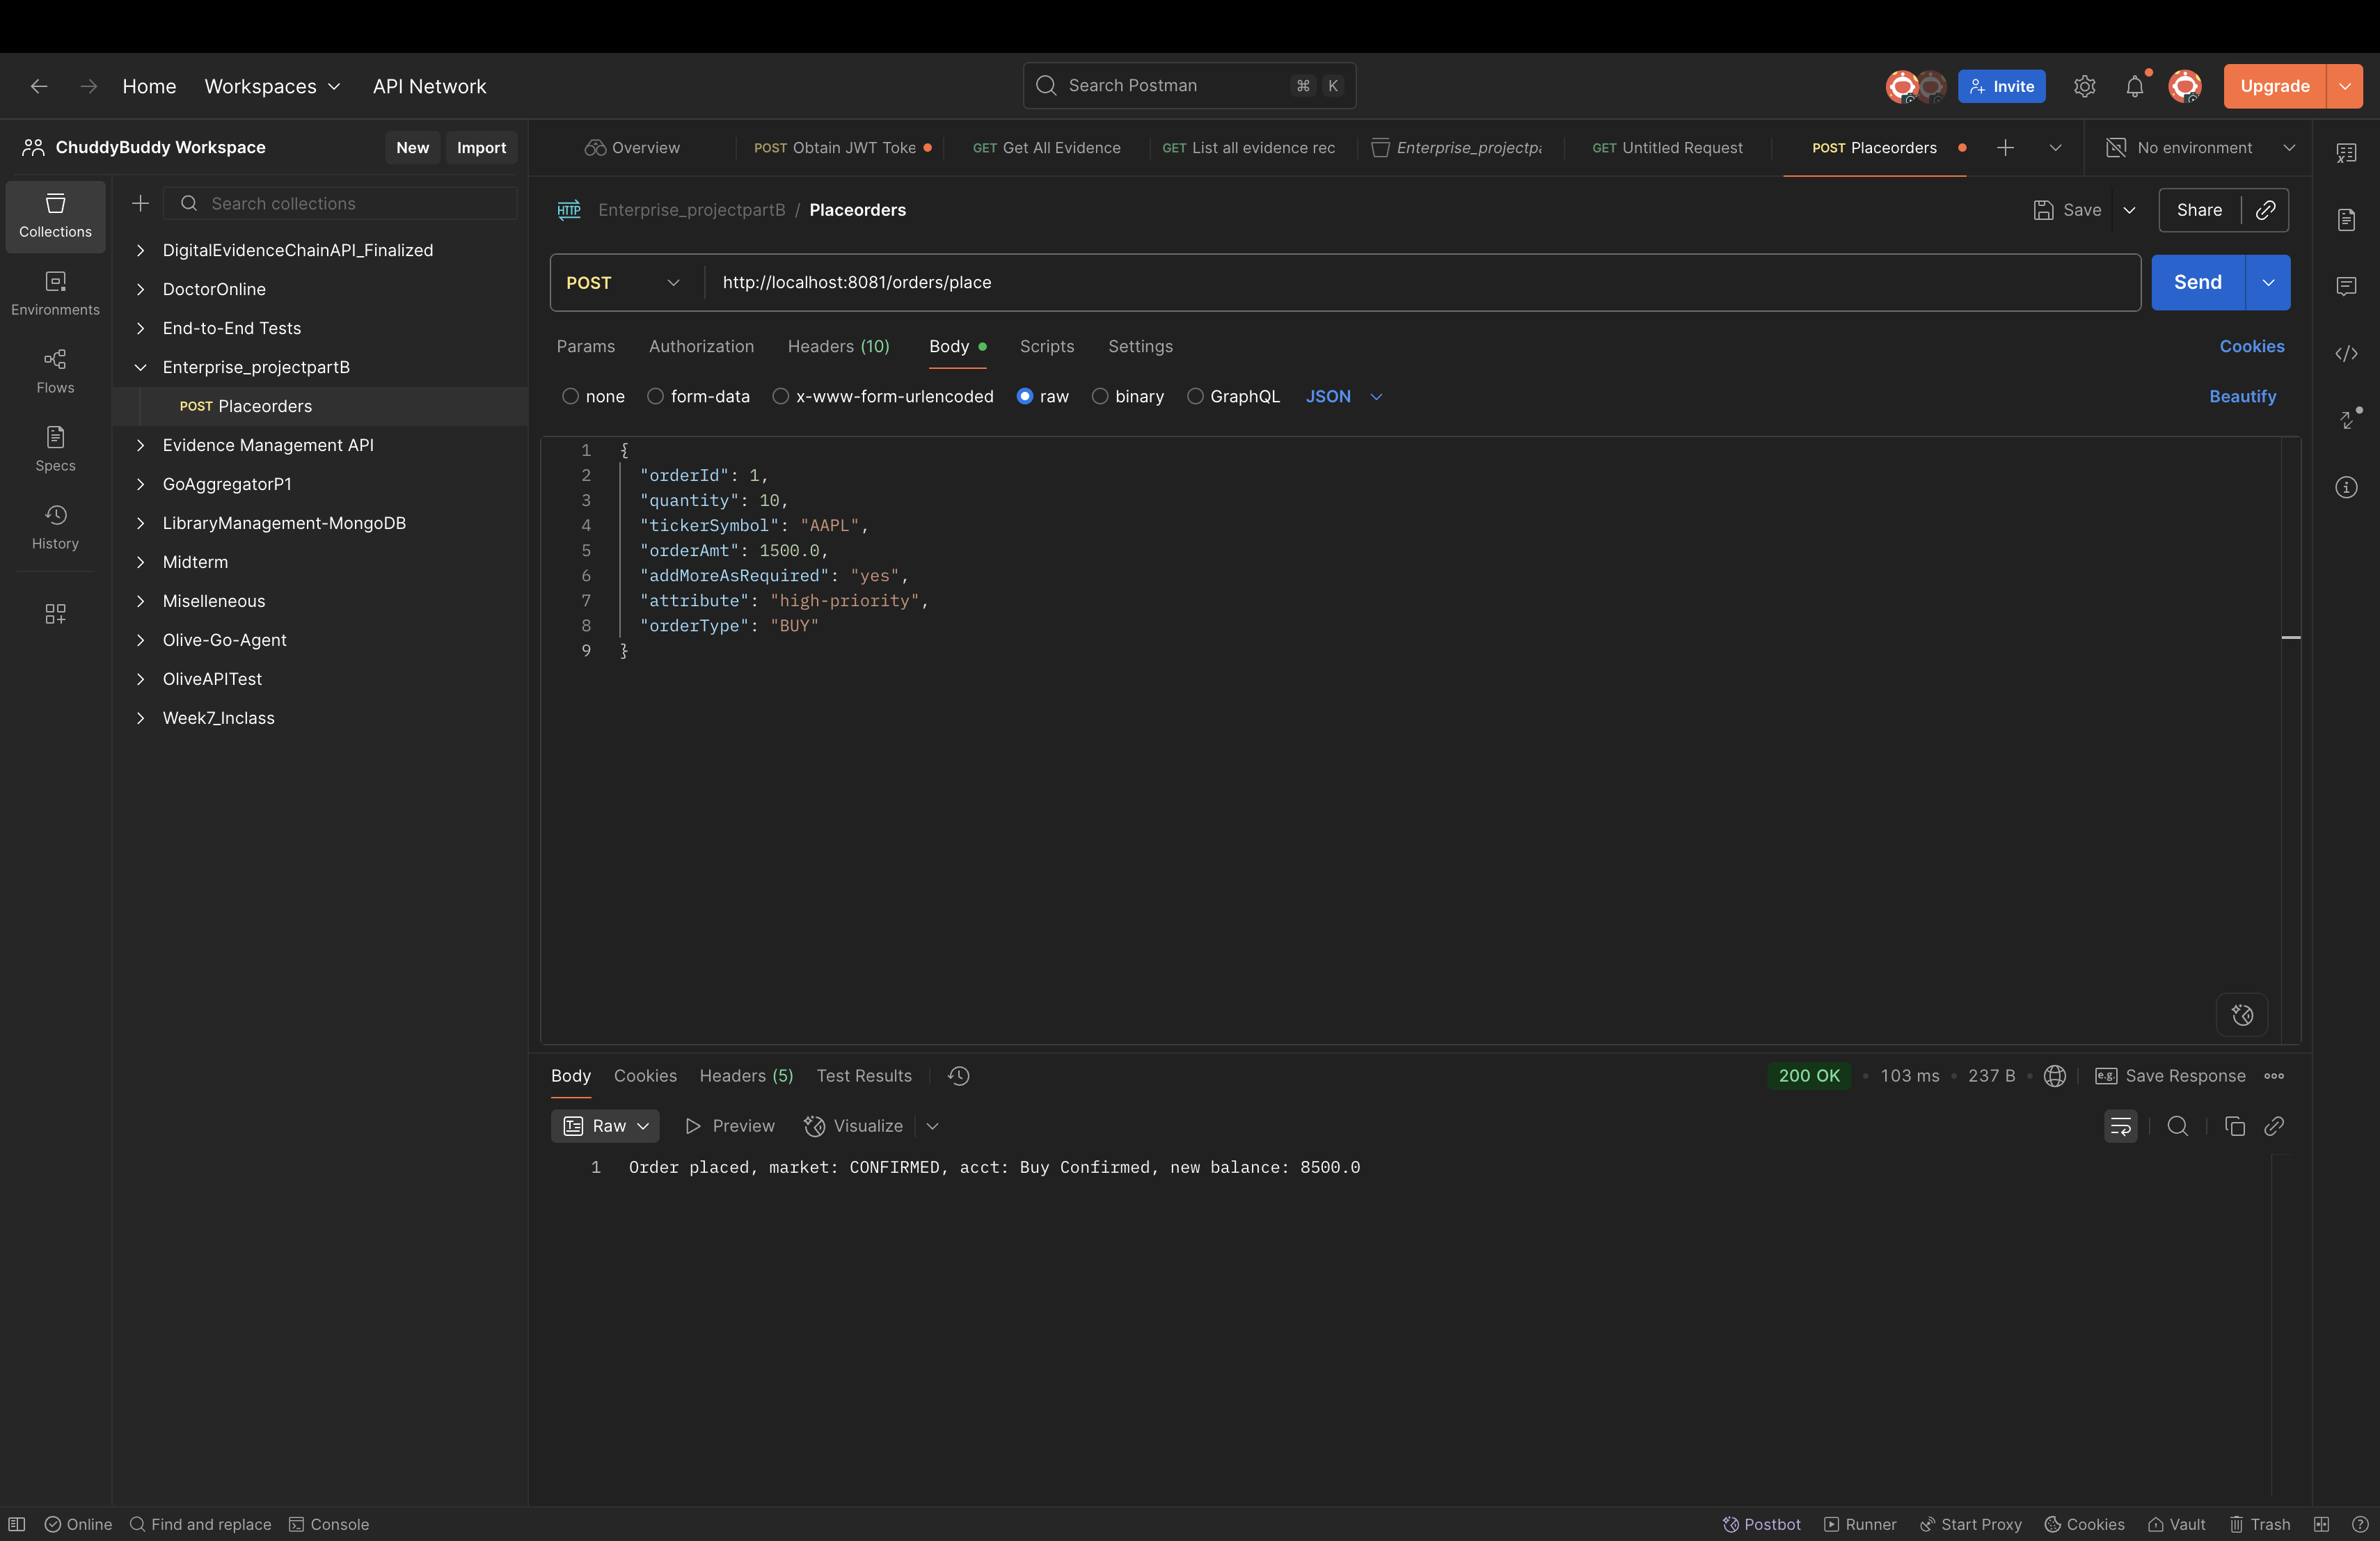 Home Workspaces API Network
Search Postman ⌘ K
Invite
Upgrade
ChuddyBuddy Workspace New Import
Overview
POST Obtain JWT Toke
GET Get All Evidence
GET List all evidence rec
Enterprise_projectpa
GET Untitled Request
POST Placeorders
No environment
Collections
Environments
Flows
Specs
History
Search collections
DigitalEvidenceChainAPI_Finalized
DoctorOnline
End-to-End Tests
Enterprise_projectpartB
POST Placeorders
Evidence Management API
GoAggregatorP1
LibraryManagement-MongoDB
Midterm
Miselleneous
Olive-Go-Agent
OliveAPITest
Week7_Inclass
HTTP Enterprise_projectpartB / Placeorders
Save Share
POST http://localhost:8081/orders/place Send
Params Authorization Headers (10) Body Scripts Settings Cookies
none form-data x-www-form-urlencoded raw binary GraphQL JSON Beautify
1 {
2 "orderId": 1,
3 "quantity": 10,
4 "tickerSymbol": "AAPL",
5 "orderAmt": 1500.0,
6 "addMoreAsRequired": "yes",
7 "attribute": "high-priority",
8 "orderType": "BUY"
9 }
Body Cookies Headers (5) Test Results
200 OK • 103 ms • 237 B • e.g. Save Response
Raw Preview Visualize
1 Order placed, market: CONFIRMED, acct: Buy Confirmed, new balance: 8500.0
Online Find and replace Console
Postbot Runner Start Proxy Cookies Vault Trash